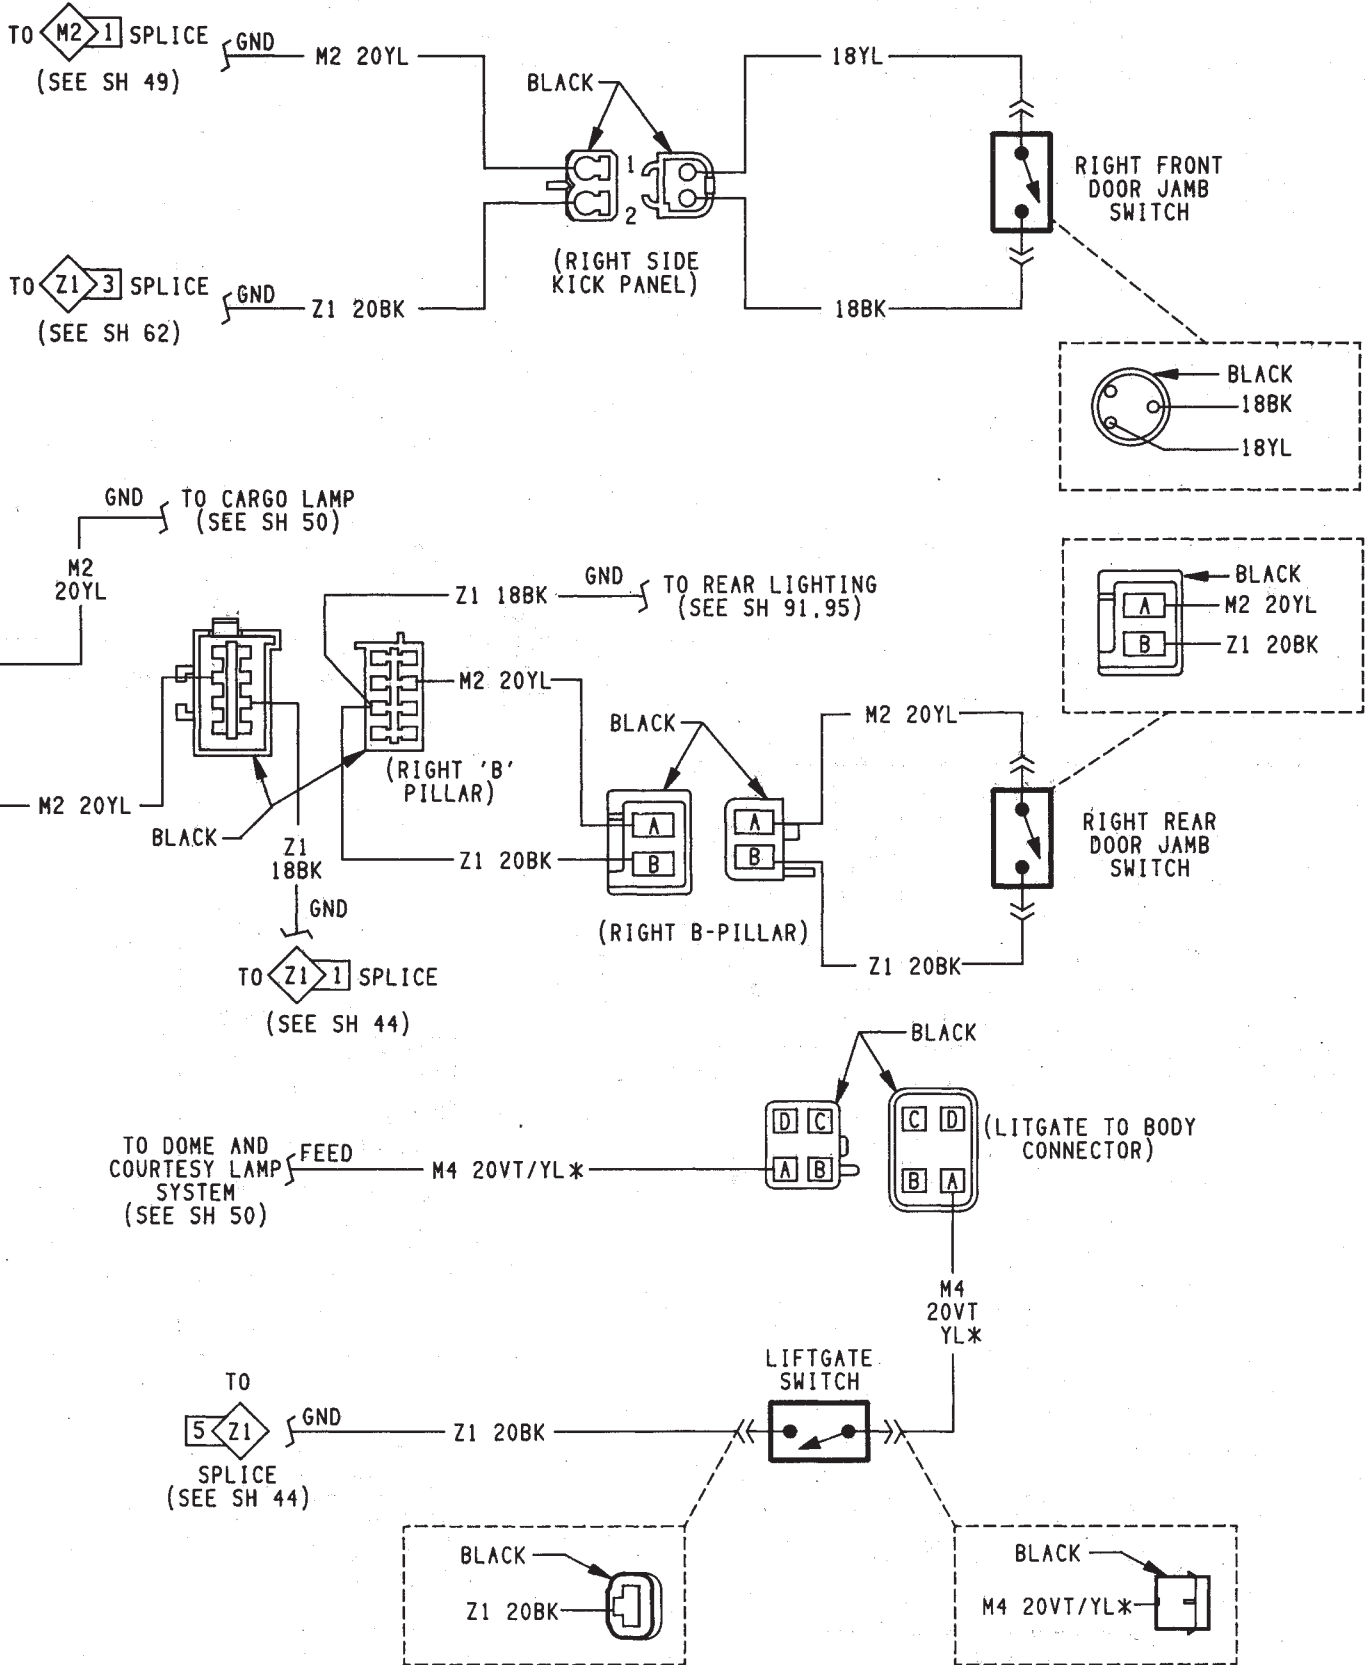 TO M2 1 SPLICE
(SEE SH 49)
GND
M2 20YL
BLACK
18YL
1
2
RIGHT FRONT
DOOR JAMB
SWITCH
(RIGHT SIDE
KICK PANEL)
TO Z1 3 SPLICE
(SEE SH 62)
GND
Z1 20BK
18BK
BLACK
18BK
18YL
GND
TO CARGO LAMP
(SEE SH 50)
M2
20YL
Z1 18BK
GND
TO REAR LIGHTING
(SEE SH 91,95)
BLACK
A
M2 20YL
B
Z1 20BK
M2 20YL
BLACK
M2 20YL
(RIGHT 'B'
PILLAR)
M2 20YL
BLACK
Z1
18BK
GND
A
B
A
B
Z1 20BK
RIGHT REAR
DOOR JAMB
SWITCH
(RIGHT B-PILLAR)
Z1 20BK
TO Z1 1 SPLICE
(SEE SH 44)
BLACK
D C
A B
C D
B A
(LITGATE TO BODY
CONNECTOR)
TO DOME AND
COURTESY LAMP
SYSTEM
(SEE SH 50)
FEED
M4 20VT/YL*
M4
20VT
YL*
LIFTGATE
SWITCH
TO
5 Z1
SPLICE
(SEE SH 44)
GND
Z1 20BK
BLACK
Z1 20BK
BLACK
M4 20VT/YL*